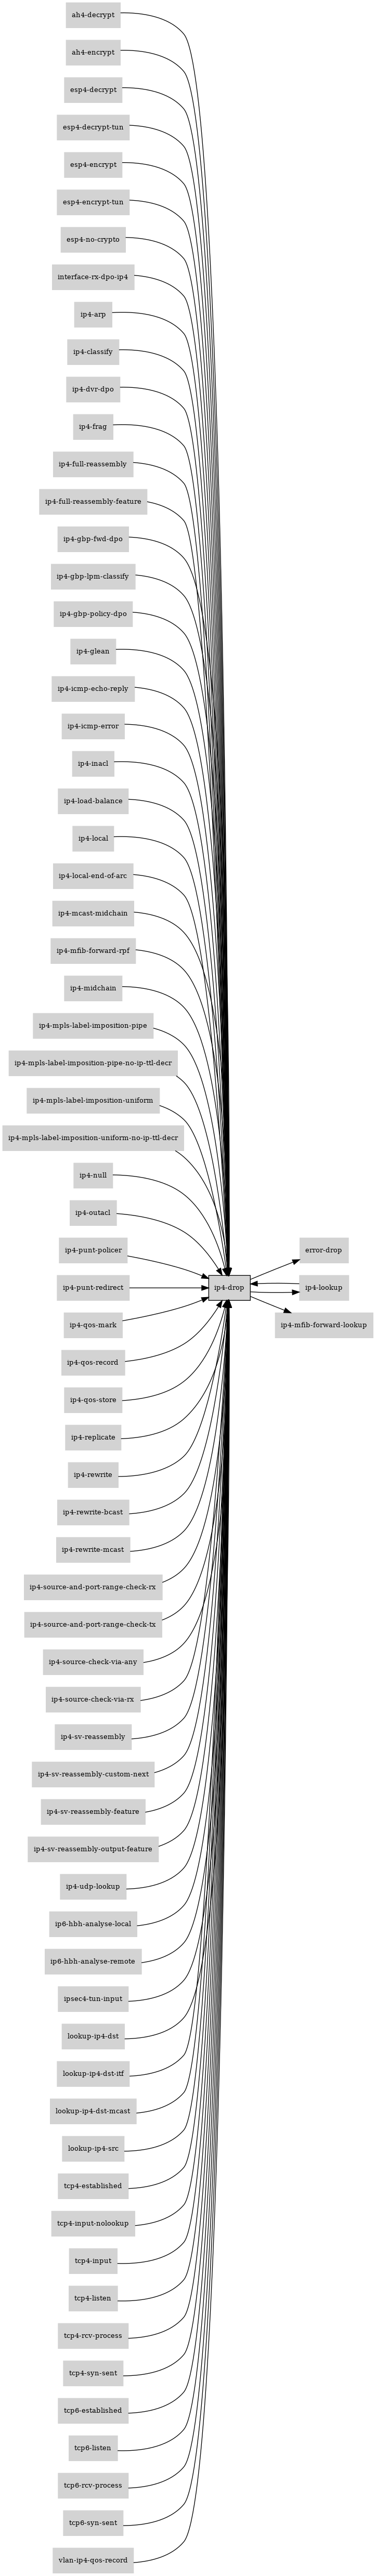 ah4-decrypt
ah4-encrypt
esp4-decrypt
esp4-decrypt-tun
esp4-encrypt
esp4-encrypt-tun
esp4-no-crypto
interface-rx-dpo-ip4
ip4-arp
ip4-classify
ip4-dvr-dpo
ip4-frag
ip4-full-reassembly
ip4-full-reassembly-feature
ip4-gbp-fwd-dpo
ip4-gbp-lpm-classify
ip4-gbp-policy-dpo
ip4-glean
ip4-icmp-echo-reply
ip4-icmp-error
ip4-inacl
ip4-load-balance
ip4-local
ip4-local-end-of-arc
ip4-mcast-midchain
ip4-mfib-forward-rpf
ip4-midchain
ip4-mpls-label-imposition-pipe
ip4-mpls-label-imposition-pipe-no-ip-ttl-decr
ip4-mpls-label-imposition-uniform
ip4-mpls-label-imposition-uniform-no-ip-ttl-decr
ip4-null
ip4-outacl
ip4-punt-policer
error-drop
ip4-punt-redirect
ip4-drop
ip4-lookup
ip4-qos-mark
ip4-mfib-forward-lookup
ip4-qos-record
ip4-qos-store
ip4-replicate
ip4-rewrite
ip4-rewrite-bcast
ip4-rewrite-mcast
ip4-source-and-port-range-check-rx
ip4-source-and-port-range-check-tx
ip4-source-check-via-any
ip4-source-check-via-rx
ip4-sv-reassembly
ip4-sv-reassembly-custom-next
ip4-sv-reassembly-feature
ip4-sv-reassembly-output-feature
ip4-udp-lookup
ip6-hbh-analyse-local
ip6-hbh-analyse-remote
ipsec4-tun-input
lookup-ip4-dst
lookup-ip4-dst-itf
lookup-ip4-dst-mcast
lookup-ip4-src
tcp4-established
tcp4-input-nolookup
tcp4-input
tcp4-listen
tcp4-rcv-process
tcp4-syn-sent
tcp6-established
tcp6-listen
tcp6-rcv-process
tcp6-syn-sent
vlan-ip4-qos-record